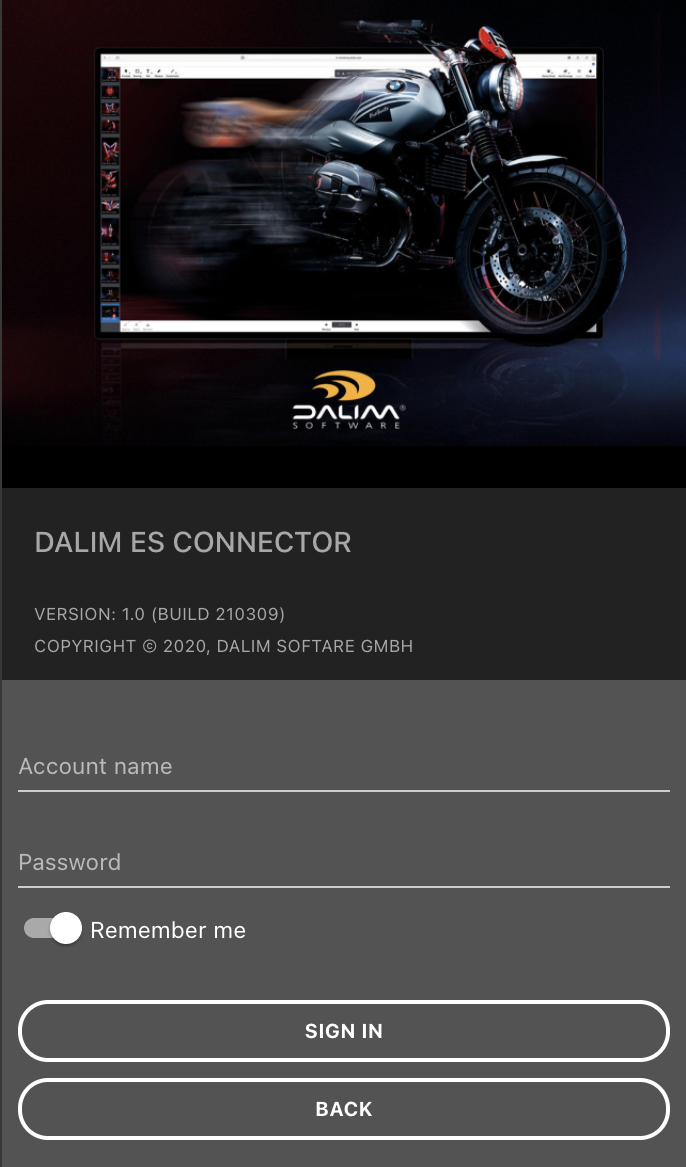 DALIM®
SOFTWARE
DALIM ES CONNECTOR
VERSION: 1.0 (BUILD 210309)
COPYRIGHT © 2020, DALIM SOFTARE GMBH
Account name
Password
Remember me
SIGN IN
BACK